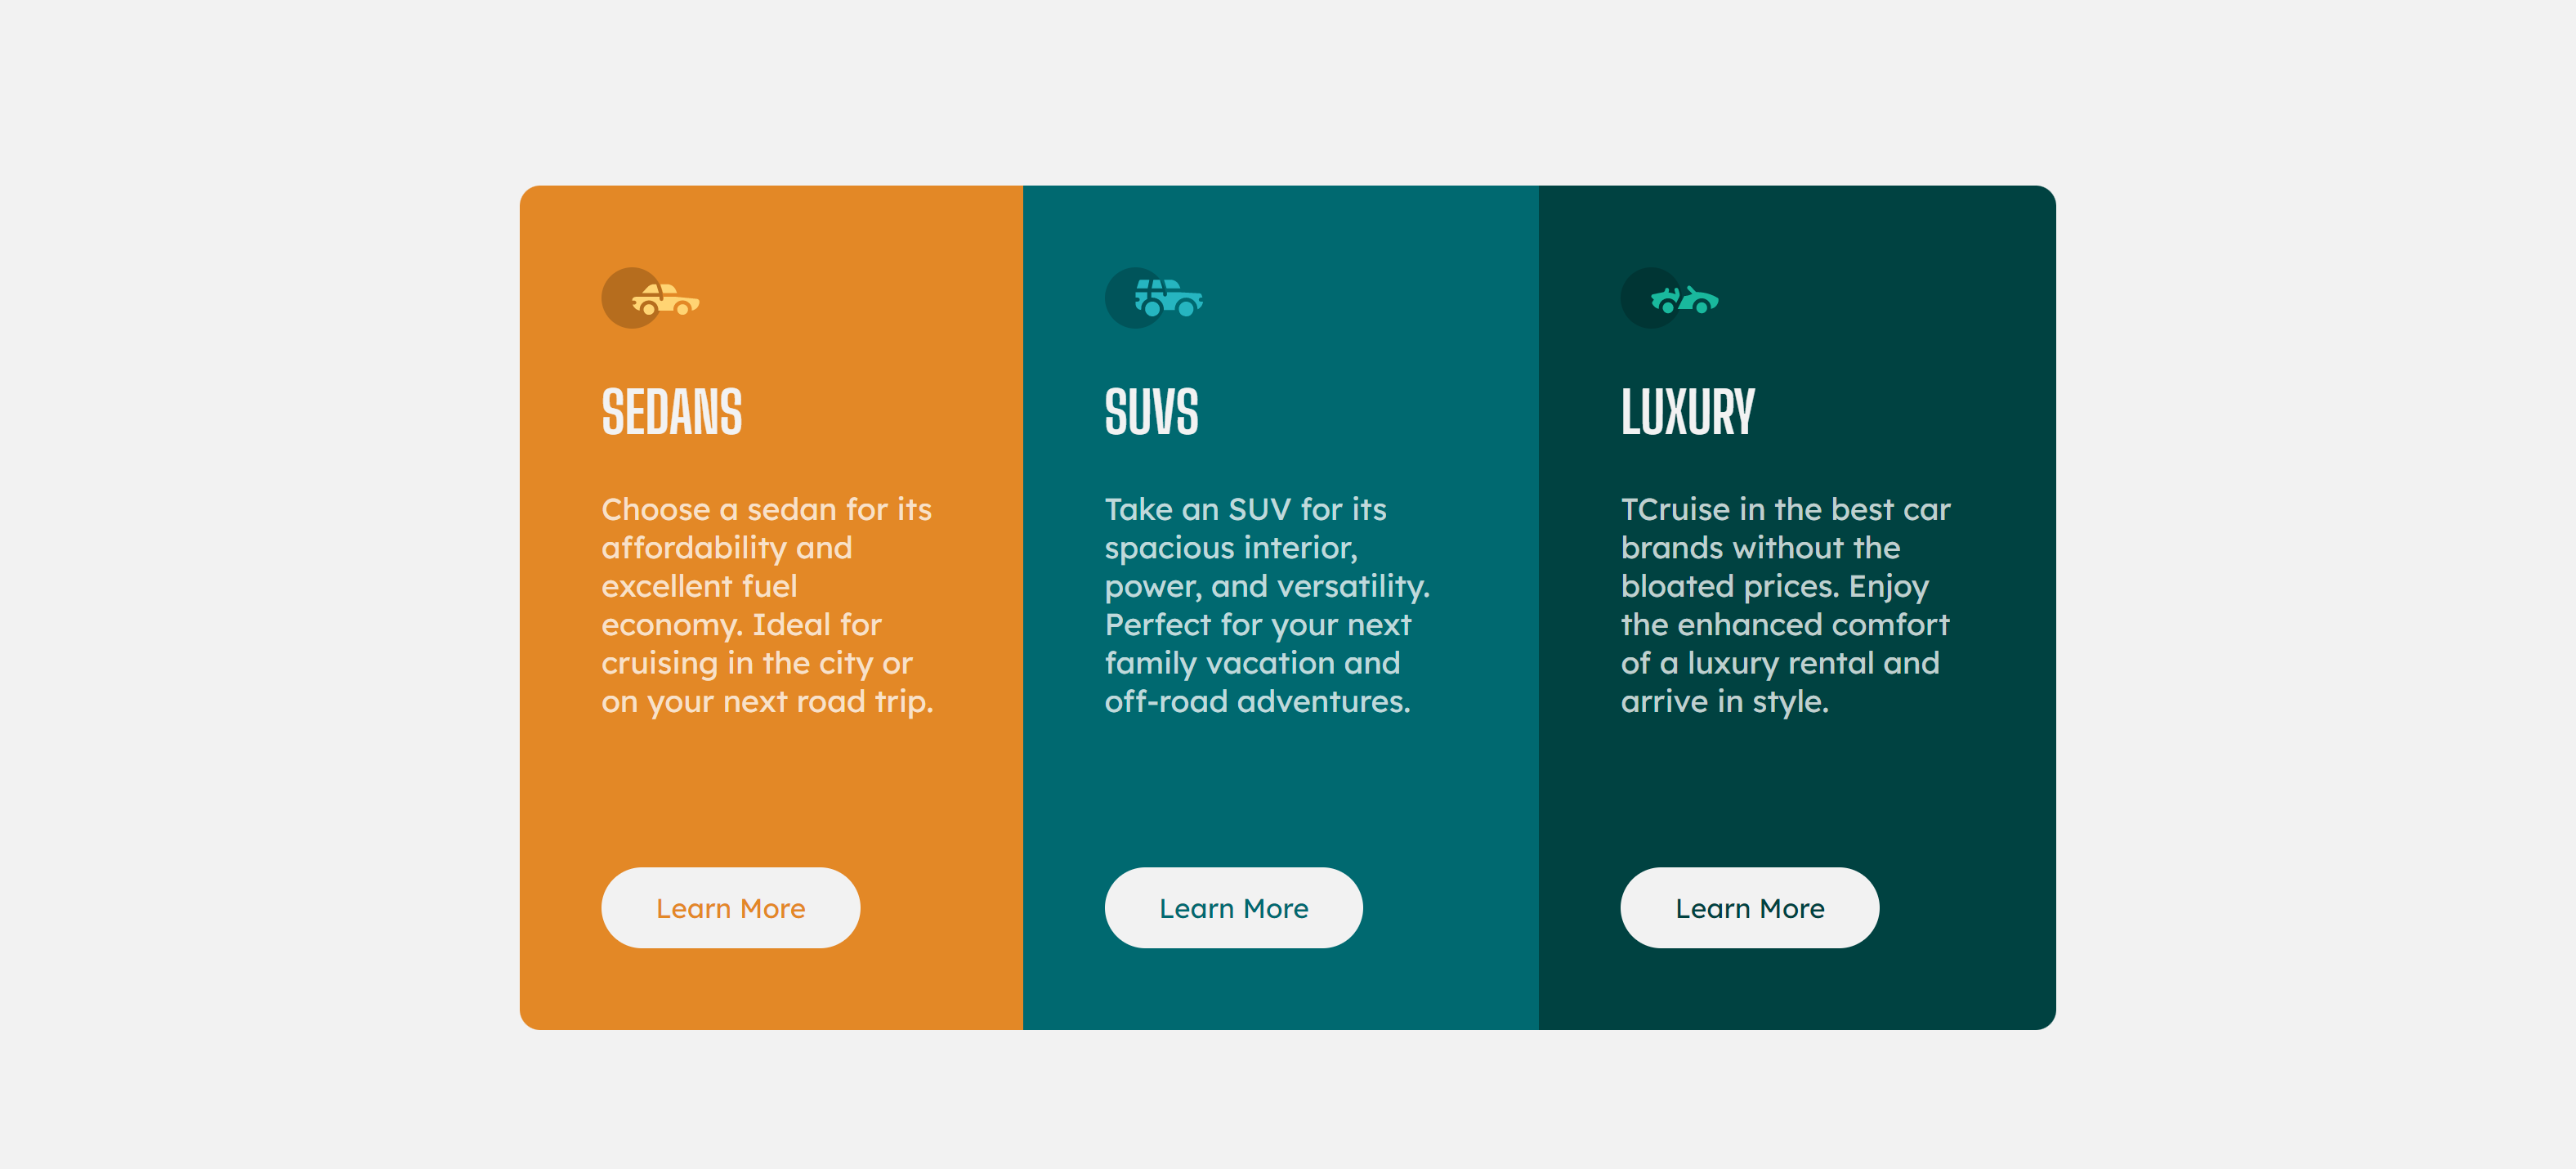 SEDANS
Choose a sedan for its
affordability and
excellent fuel
economy. Ideal for
cruising in the city or
on your next road trip.
Learn More
SUVS
Take an SUV for its
spacious interior,
power, and versatility.
Perfect for your next
family vacation and
off-road adventures.
Learn More
LUXURY
TCruise in the best car
brands without the
bloated prices. Enjoy
the enhanced comfort
of a luxury rental and
arrive in style.
Learn More